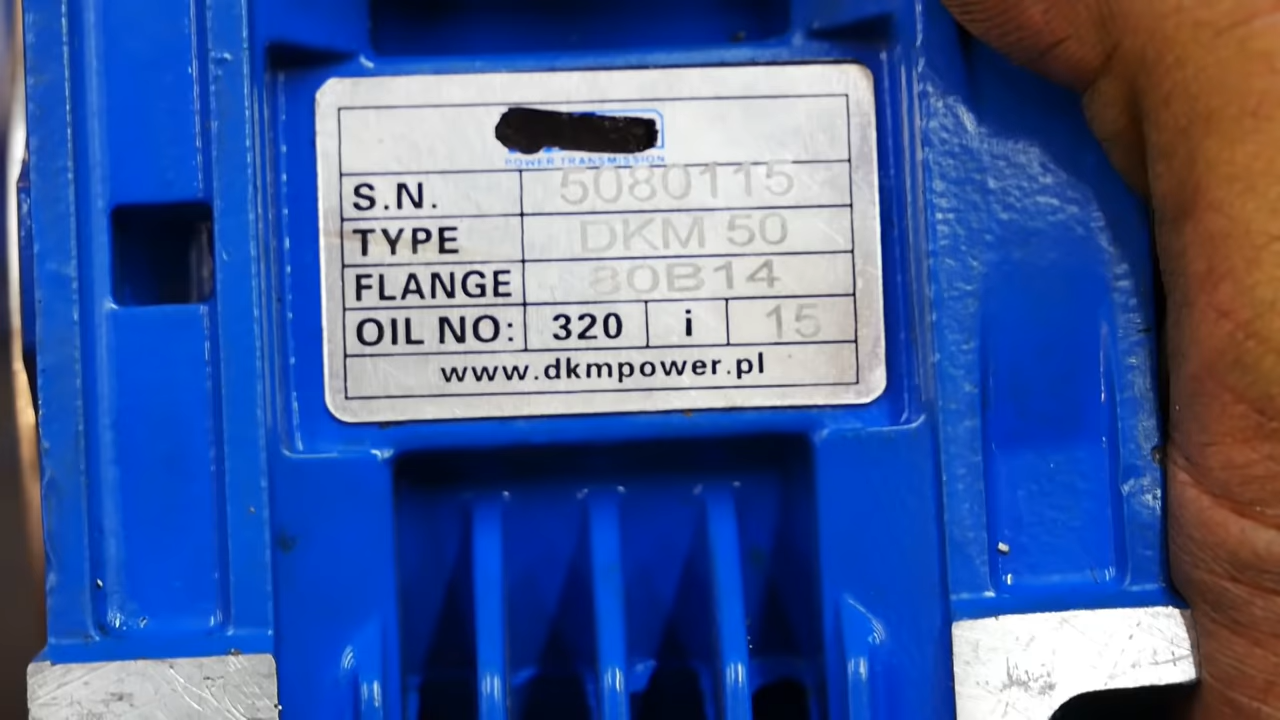 POWER TRANSMISSION
S.N. 5080115
TYPE DKM 50
FLANGE 80B14
OIL NO: 320 i 15
www.dkmpower.pl